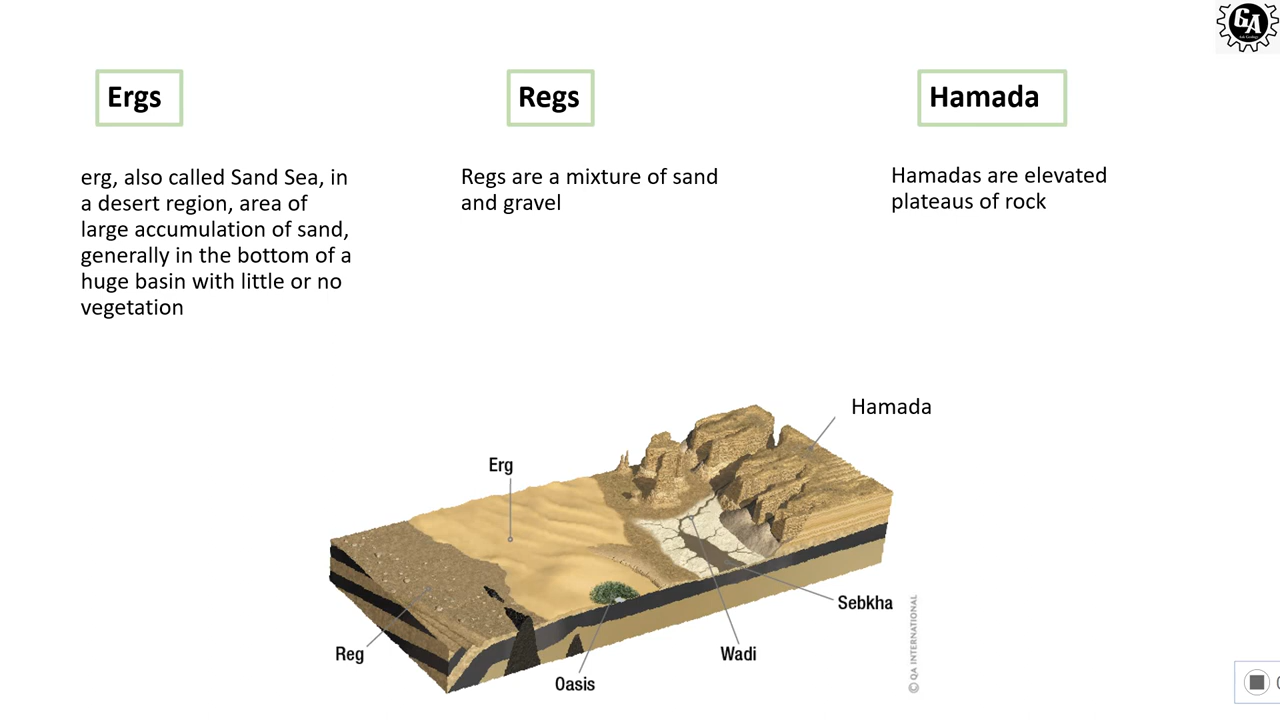 GA
Ergs
Regs
Hamada
erg, also called Sand Sea, in
a desert region, area of
large accumulation of sand,
generally in the bottom of a
huge basin with little or no
vegetation
Regs are a mixture of sand
and gravel
Hamadas are elevated
plateaus of rock
Hamada
Erg
Sebkha
Reg
Wadi
Oasis
© QA INTERNATIONAL